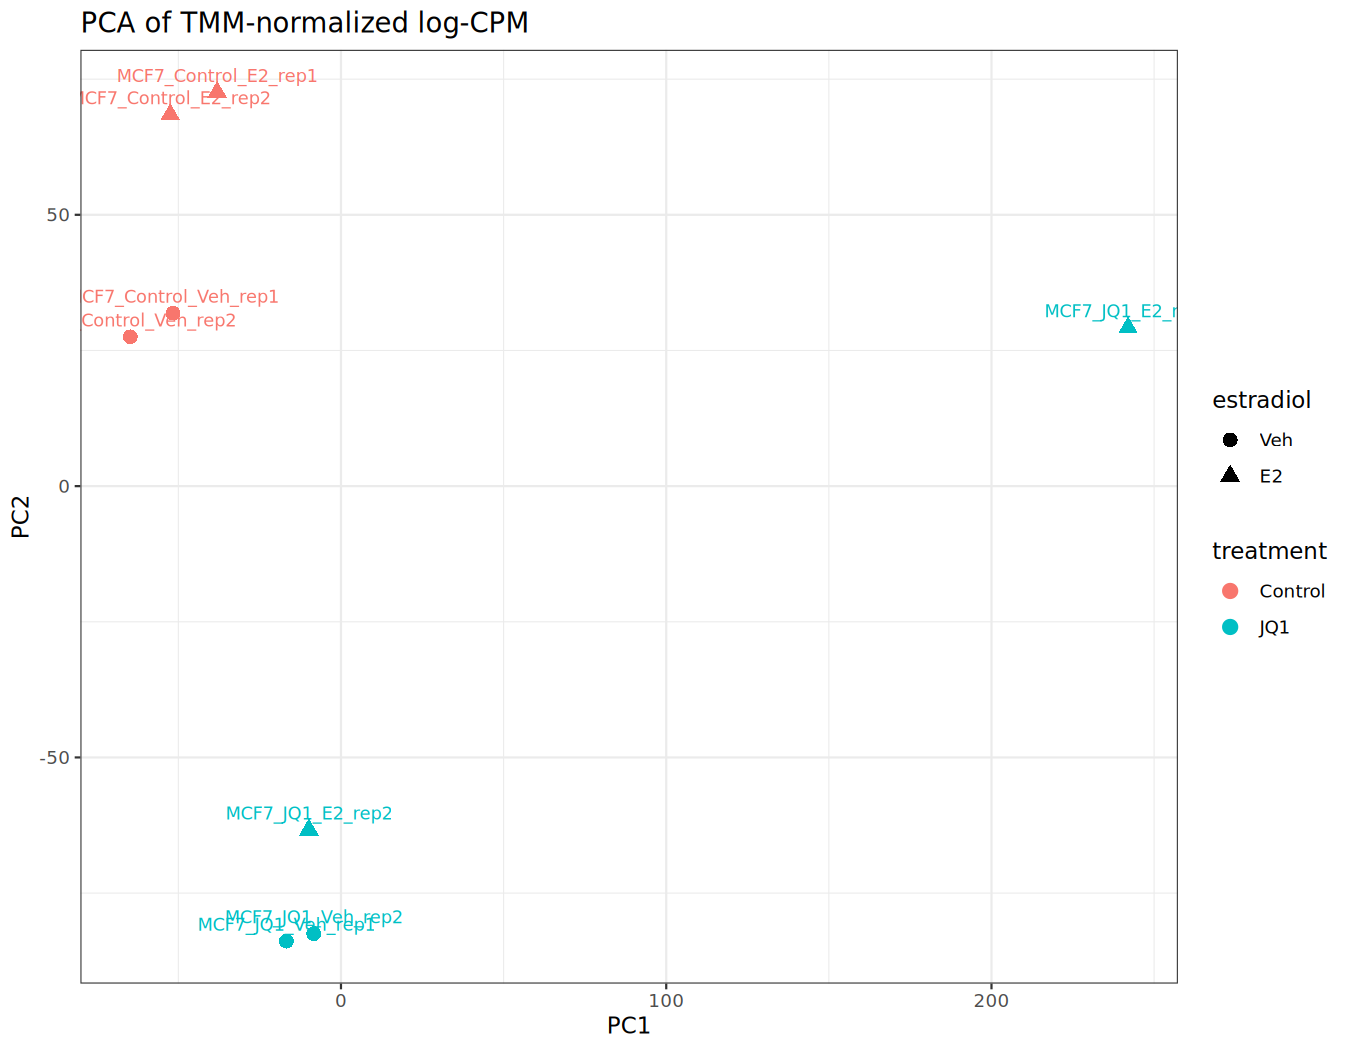 PCA of TMM-normalized log-CPM
MCF7_Control_E2_rep1
CF7_Control_E2_rep2
CF7_Control_Veh_rep1
Control_Veh_rep2
MCF7_JQ1_E2_r
MCF7_JQ1_E2_rep2
MCF7_JQ1_Veh_rep2
MCF7_JQ1_Veh_rep1
50
0
-50
PC2
0
100
200
PC1
estradiol
Veh
E2
treatment
Control
JQ1